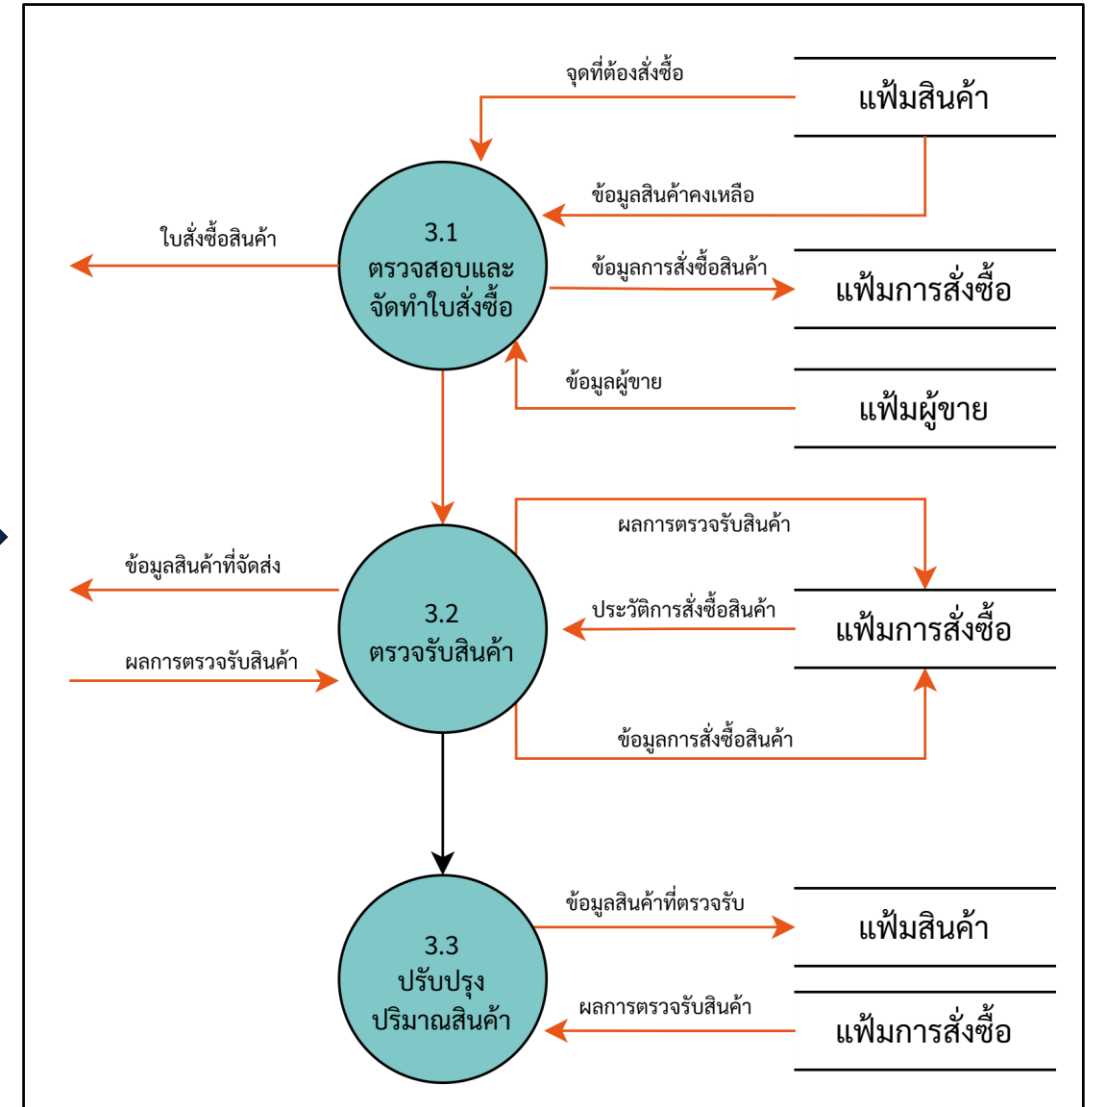 จุดที่ต้องสั่งซื้อ
แฟ้มสินค้า
ข้อมูลสินค้าคงเหลือ
ใบสั่งซื้อสินค้า
3.1
ตรวจสอบและ
จัดทำใบสั่งซื้อ
ข้อมูลการสั่งซื้อสินค้า
แฟ้มการสั่งซื้อ
ข้อมูลผู้ขาย
แฟ้มผู้ขาย
ผลการตรวจรับสินค้า
ข้อมูลสินค้าที่จัดส่ง
3.2
ตรวจรับสินค้า
ประวัติการสั่งซื้อสินค้า
แฟ้มการสั่งซื้อ
ผลการตรวจรับสินค้า
ข้อมูลการสั่งซื้อสินค้า
3.3
ปรับปรุง
ปริมาณสินค้า
ข้อมูลสินค้าที่ตรวจรับ
แฟ้มสินค้า
ผลการตรวจรับสินค้า
แฟ้มการสั่งซื้อ